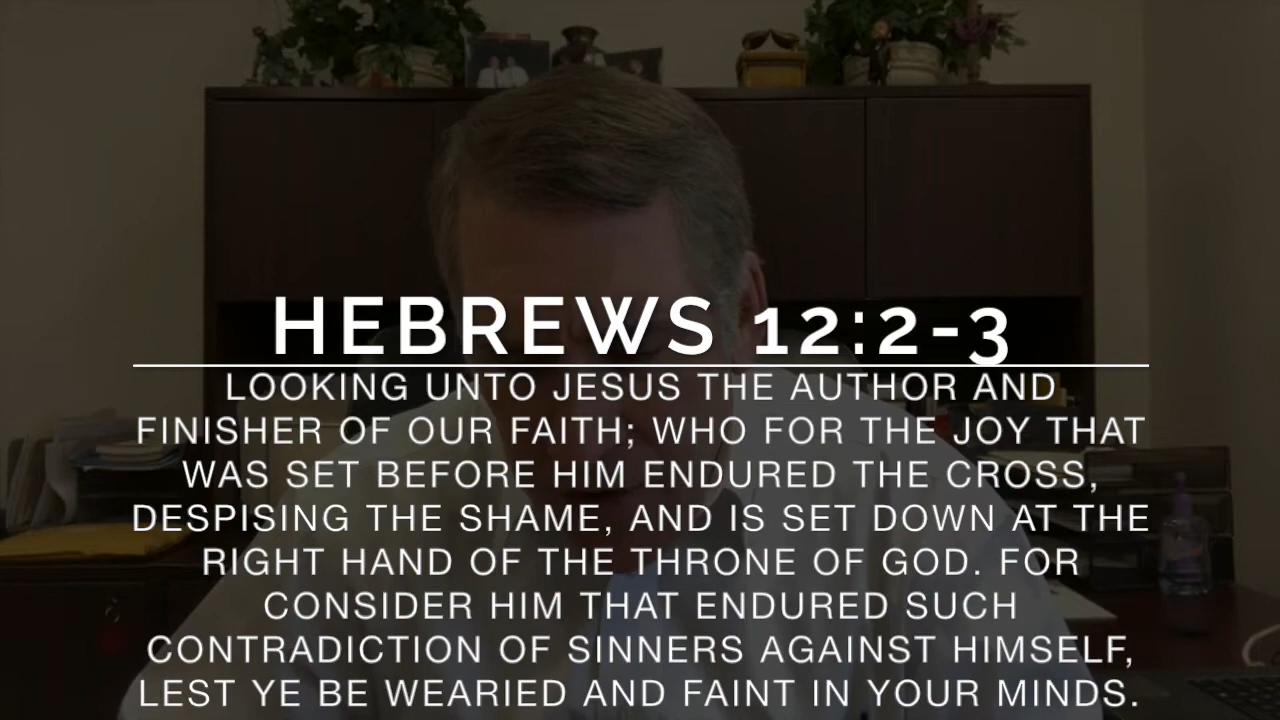 HEBREWS 12:2-3
LOOKING UNTO JESUS THE AUTHOR AND
FINISHER OF OUR FAITH; WHO FOR THE JOY THAT
WAS SET BEFORE HIM ENDURED THE CROSS,
DESPISING THE SHAME, AND IS SET DOWN AT THE
RIGHT HAND OF THE THRONE OF GOD. FOR
CONSIDER HIM THAT ENDURED SUCH
CONTRADICTION OF SINNERS AGAINST HIMSELF,
LEST YE BE WEARIED AND FAINT IN YOUR MINDS.